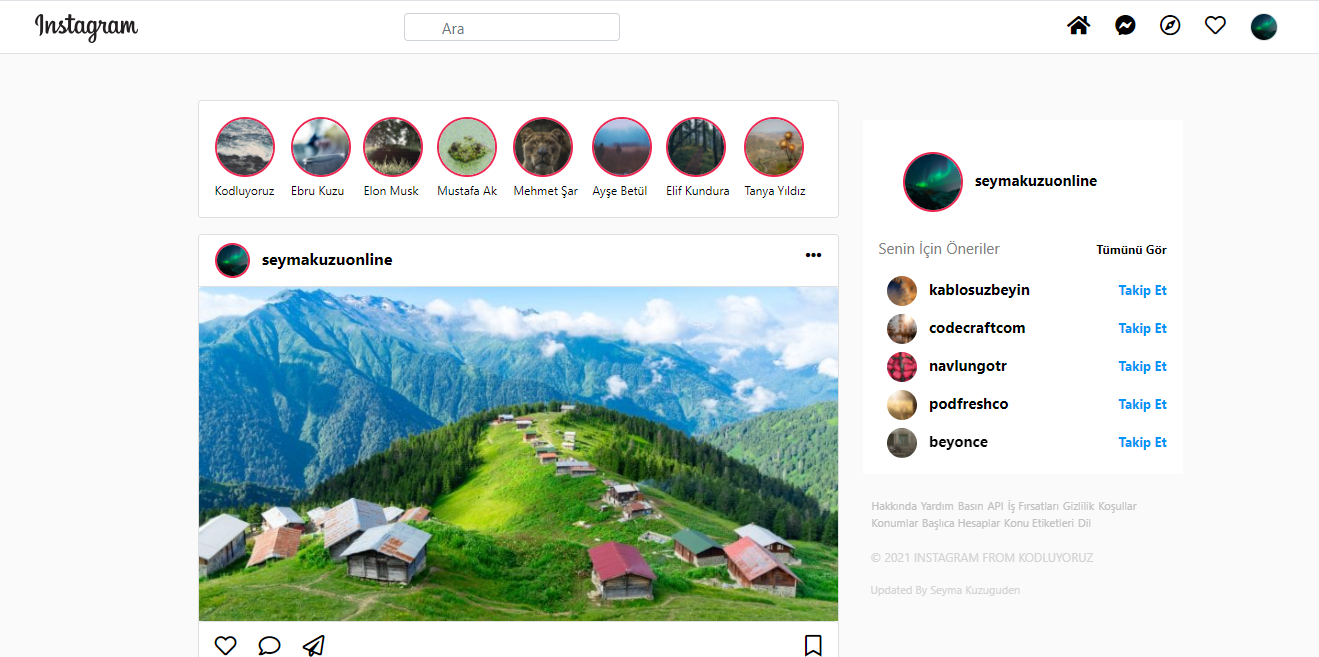 Instagram
Ara
Kodluyoruz Ebru Kuzu Elon Musk Mustafa Ak Mehmet Şar Ayşe Betül Elif Kundura Tanya Yıldız
seymakuzuonline
seymakuzuonline
Senin İçin Öneriler Tümünü Gör
kablosuzbeyin Takip Et
codecraftcom Takip Et
navlungotr Takip Et
podfreshco Takip Et
beyonce Takip Et
Hakkında Yardım Basın API İş Fırsatları Gizlilik Koşullar
Konumlar Başlıca Hesaplar Konu Etiketleri Dil
© 2021 INSTAGRAM FROM KODLUYORUZ
Updated By Seyma Kuzuguden